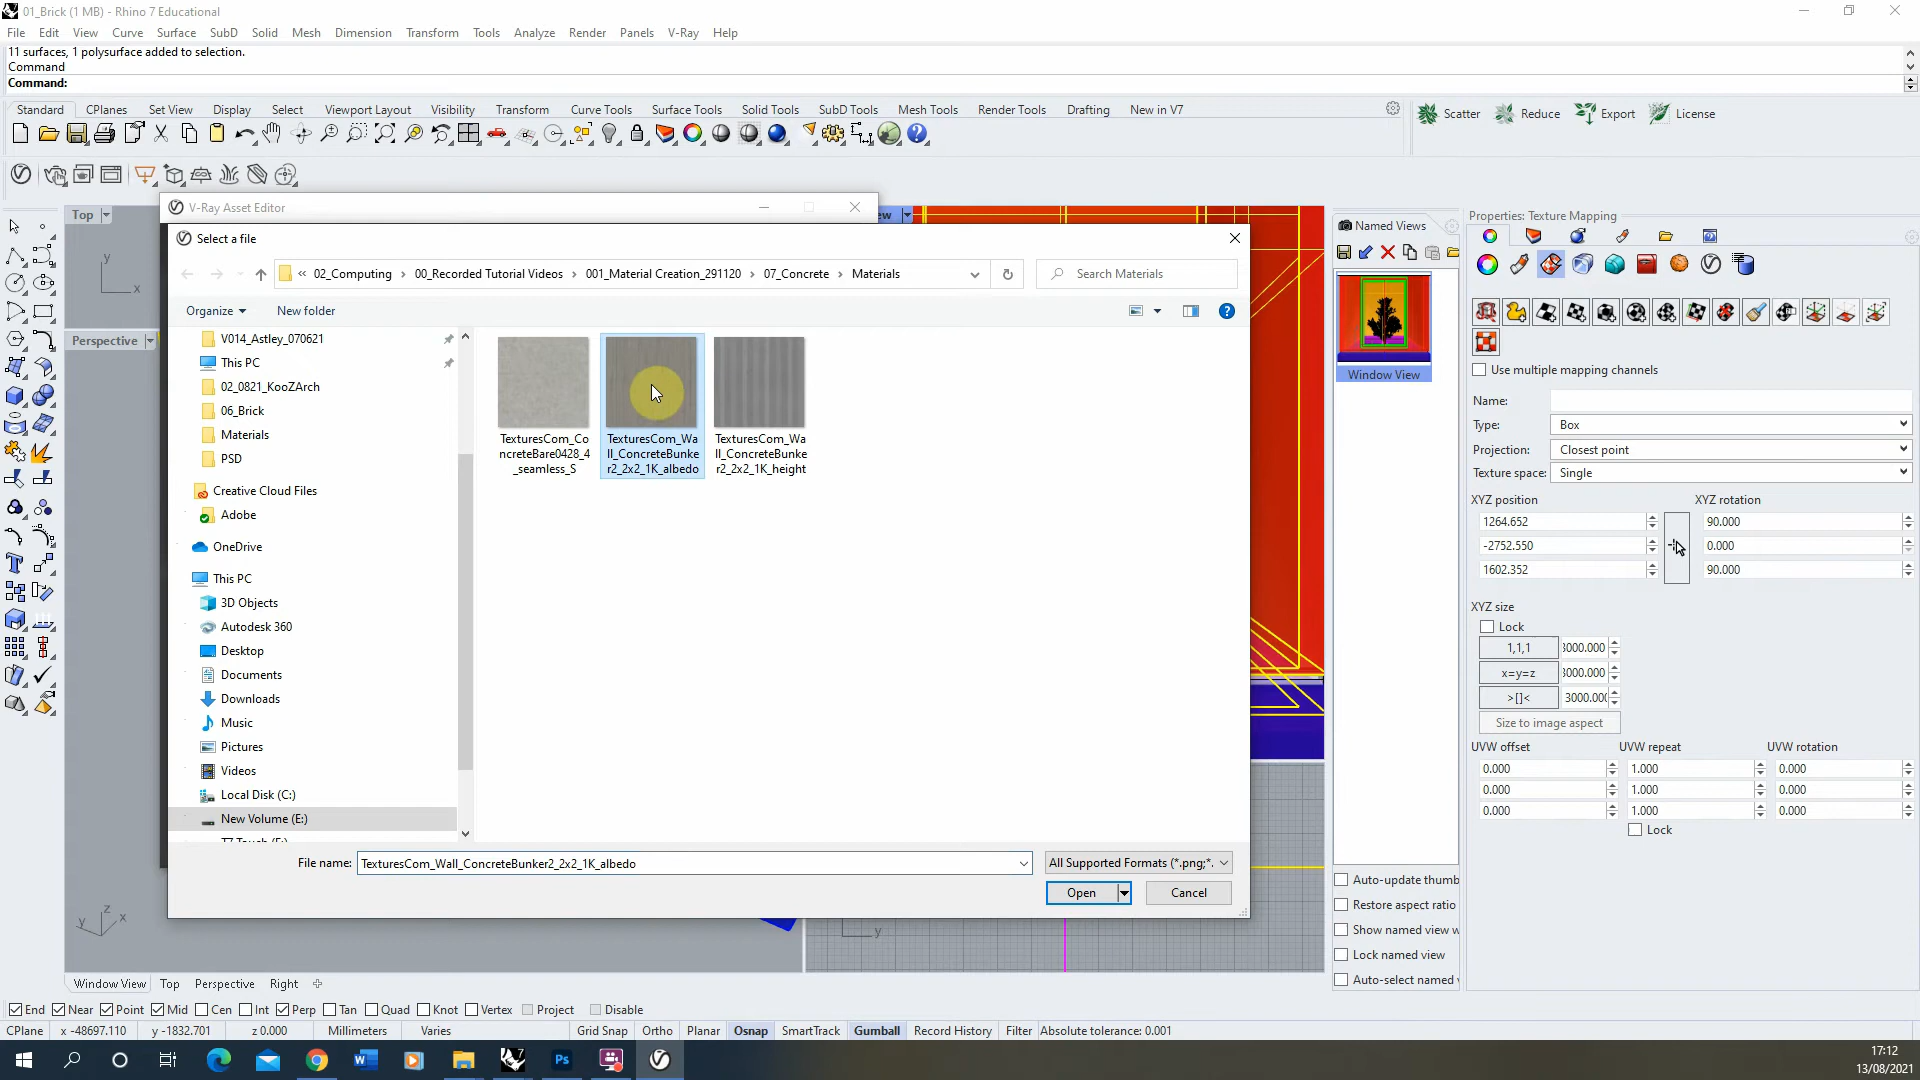 01_Brick (1 MB) - Rhino 7 Educational
File Edit View Curve Surface SubD Solid Mesh Dimension Transform Tools Analyze Render Panels V-Ray Help
11 surfaces, 1 polysurface added to selection.
Command
Command:
Standard CPlanes Set View Display Select Viewport Layout Visibility Transform Curve Tools Surface Tools Solid Tools SubD Tools Mesh Tools Render Tools Drafting New in V7
Scatter Reduce Export License
Top
V-Ray Asset Editor
ew
Named Views
Properties: Texture Mapping
Select a file
« 02_Computing > 00_Recorded Tutorial Videos > 001_Material Creation_291120 > 07_Concrete > Materials
Search Materials
Organize
New folder
Perspective
V014_Astley_070621
This PC
02_0821_KooZArch
06_Brick
Materials
PSD
Creative Cloud Files
Adobe
OneDrive
This PC
3D Objects
Autodesk 360
Desktop
Documents
Downloads
Music
Pictures
Videos
Local Disk (C:)
New Volume (E:)
TexturesCom_Co
ncreteBare0428_4
_seamless_S
TexturesCom_Wa
ll_ConcreteBunke
r2_2x2_1K_albedo
TexturesCom_Wa
ll_ConcreteBunke
r2_2x2_1K_height
File name:
TexturesCom_Wall_ConcreteBunker2_2x2_1K_albedo
All Supported Formats (*.png;*.
Open
Cancel
Window View
Use multiple mapping channels
Name:
Type: Box
Projection: Closest point
Texture space: Single
XYZ position
XYZ rotation
1264.652
90.000
-2752.550
0.000
1602.352
90.000
XYZ size
Lock
1,1,1
3000.000
x=y=z
3000.000
>[]<
3000.00
Size to image aspect
UVW offset UVW repeat UVW rotation
0.000 1.000 0.000
0.000 1.000 0.000
0.000 1.000 0.000
Lock
Auto-update thumb
Restore aspect ratio
Show named view w
Lock named view
Auto-select named
y
x
z
y x
y
Window View Top Perspective Right
End Near Point Mid Cen Int Perp Tan Quad Knot Vertex Project Disable
CPlane x -48697.110 y -1832.701 z 0.000 Millimeters Varies Grid Snap Ortho Planar Osnap SmartTrack Gumball Record History Filter Absolute tolerance: 0.001
17:12
13/08/2021